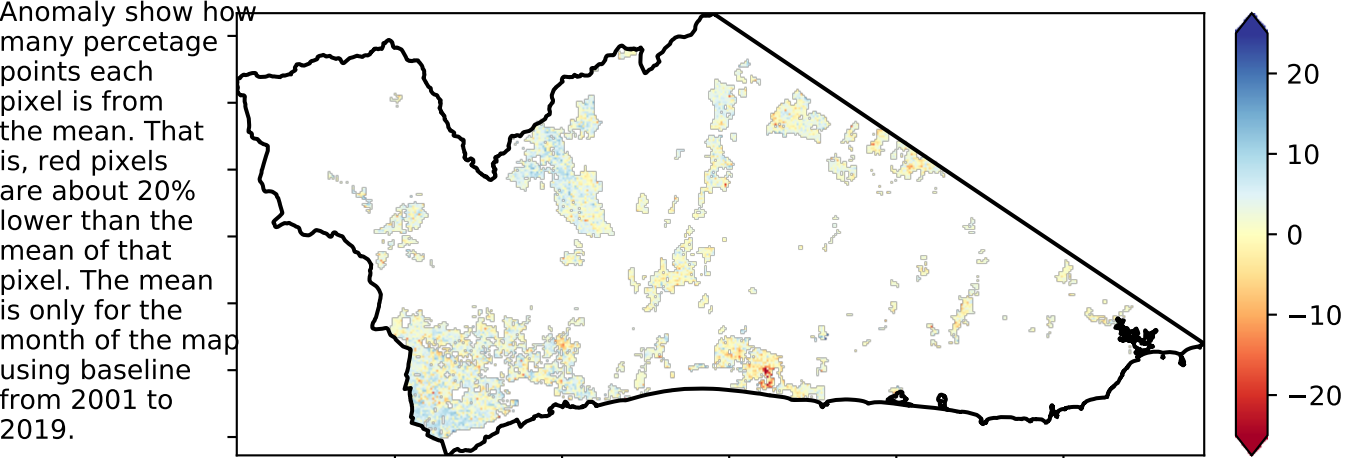 Anomaly show how
many percetage
points each
pixel is from
the mean. That
is, red pixels
are about 20%
lower than the
mean of that
pixel. The mean
is only for the
month of the map
using baseline
from 2001 to
2019.
20
10
0
−10
−20